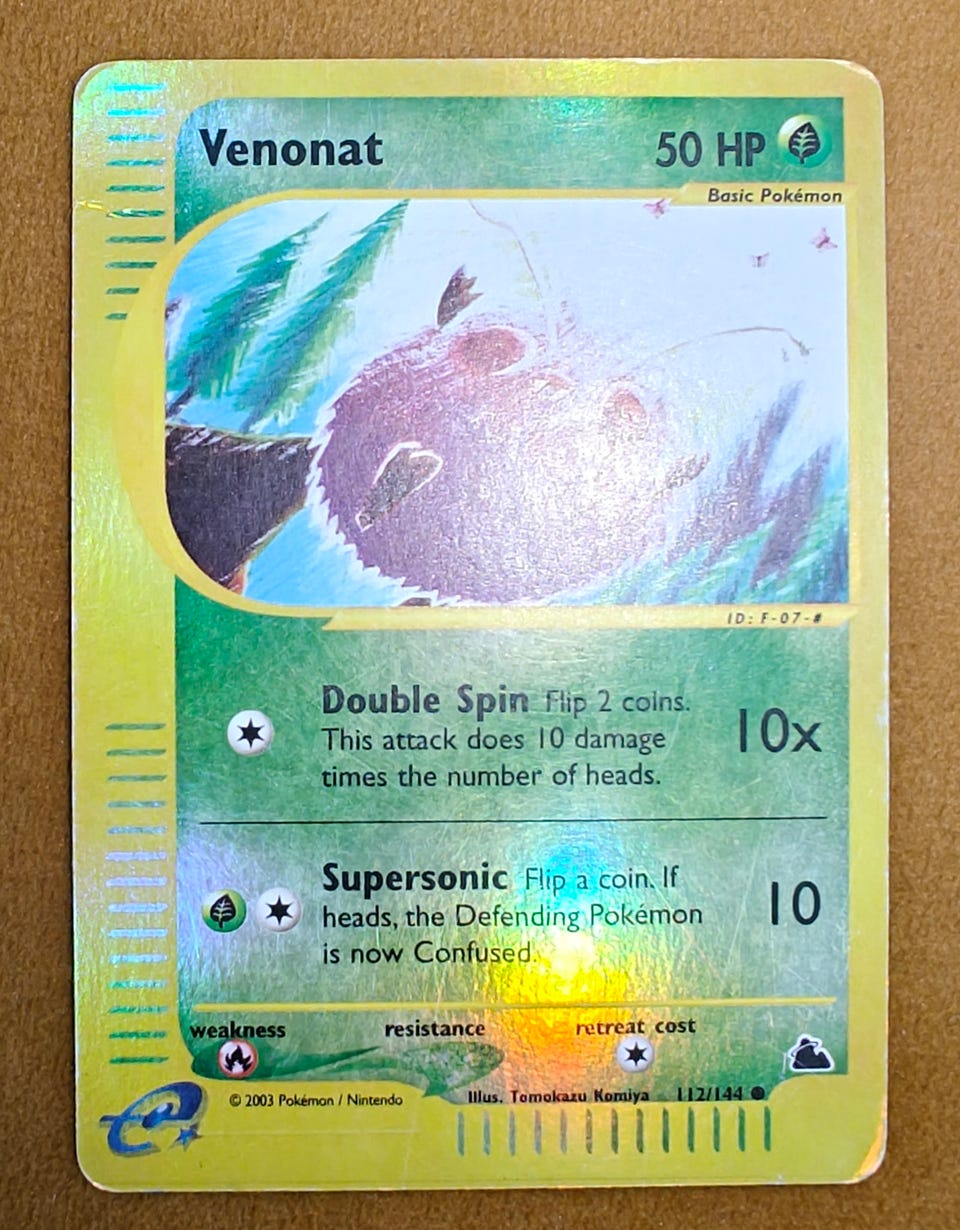 Venonat 50 HP
Basic Pokémon
ID: F-07-#
Double Spin Flip 2 coins.
This attack does 10 damage
times the number of heads.
10x
Supersonic Flip a coin. If
heads, the Defending Pokémon
is now Confused.
10
weakness resistance retreat cost
© 2003 Pokémon / Nintendo Illus. Tomokazu Komiya 112/144 ●
e